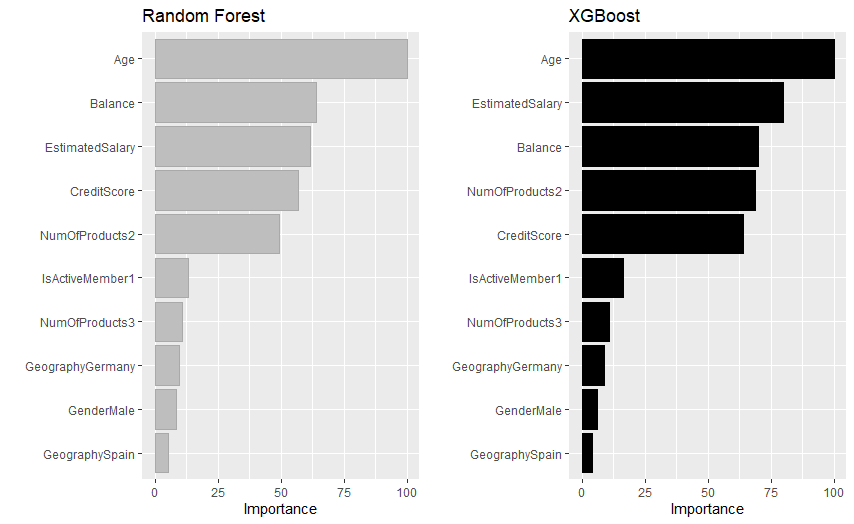 Random Forest
Age
Balance
EstimatedSalary
CreditScore
NumOfProducts2
IsActiveMember1
NumOfProducts3
GeographyGermany
GenderMale
GeographySpain
0 50 75 100
Importance
XGBoost
Age
EstimatedSalary
Balance
NumOfProducts2
CreditScore
IsActiveMember1
NumOfProducts3
GeographyGermany
GenderMale
GeographySpain
0 25 50 75 100
Importance